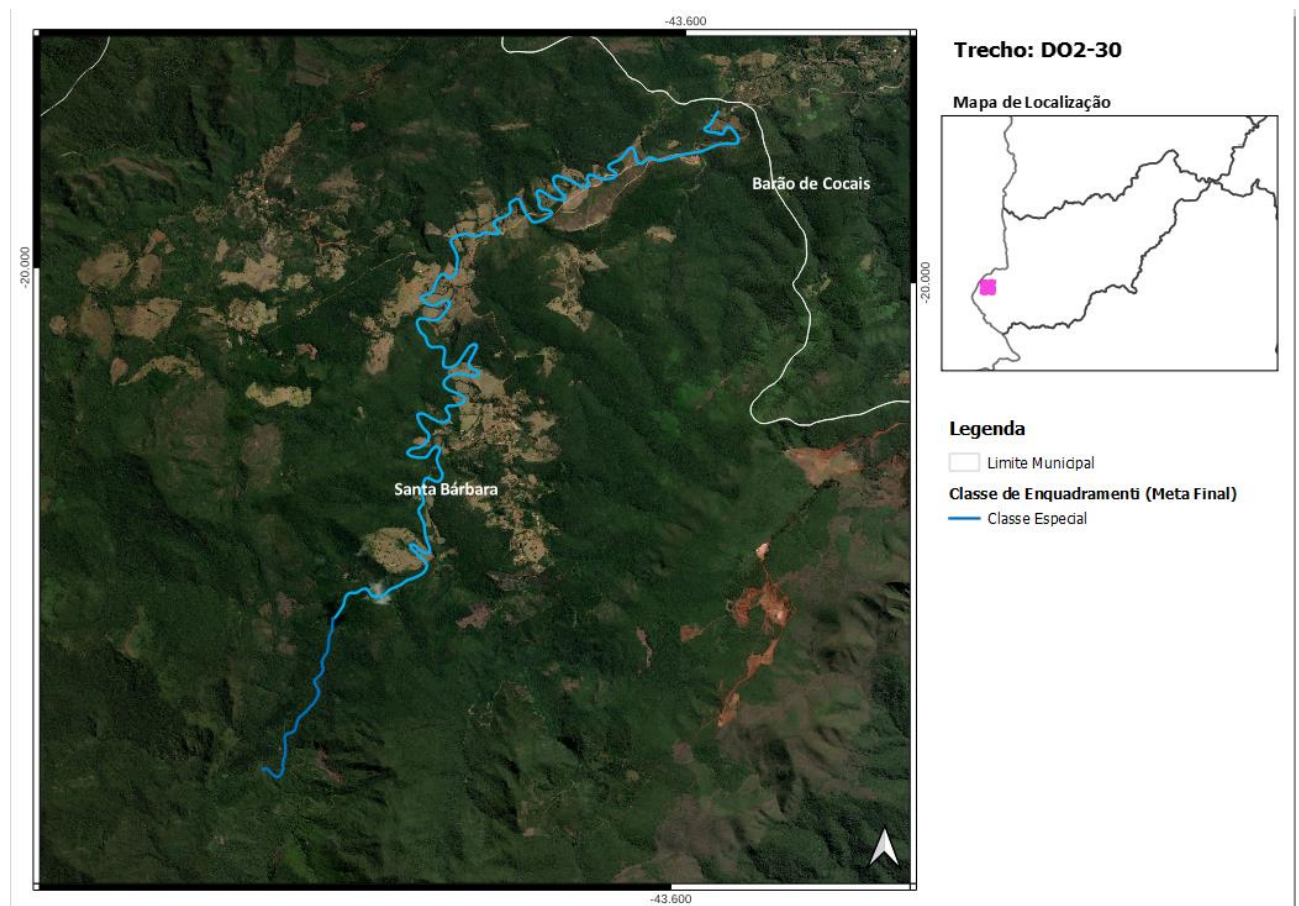 -43.600
Trecho: DO2-30
Mapa de Localização
Barão de Cocais
-20.000
-20.000
Legenda
Limite Municipal
Classe de Enquadramenti (Meta Final)
Santa Bárbara
Classe Especial
-43.600